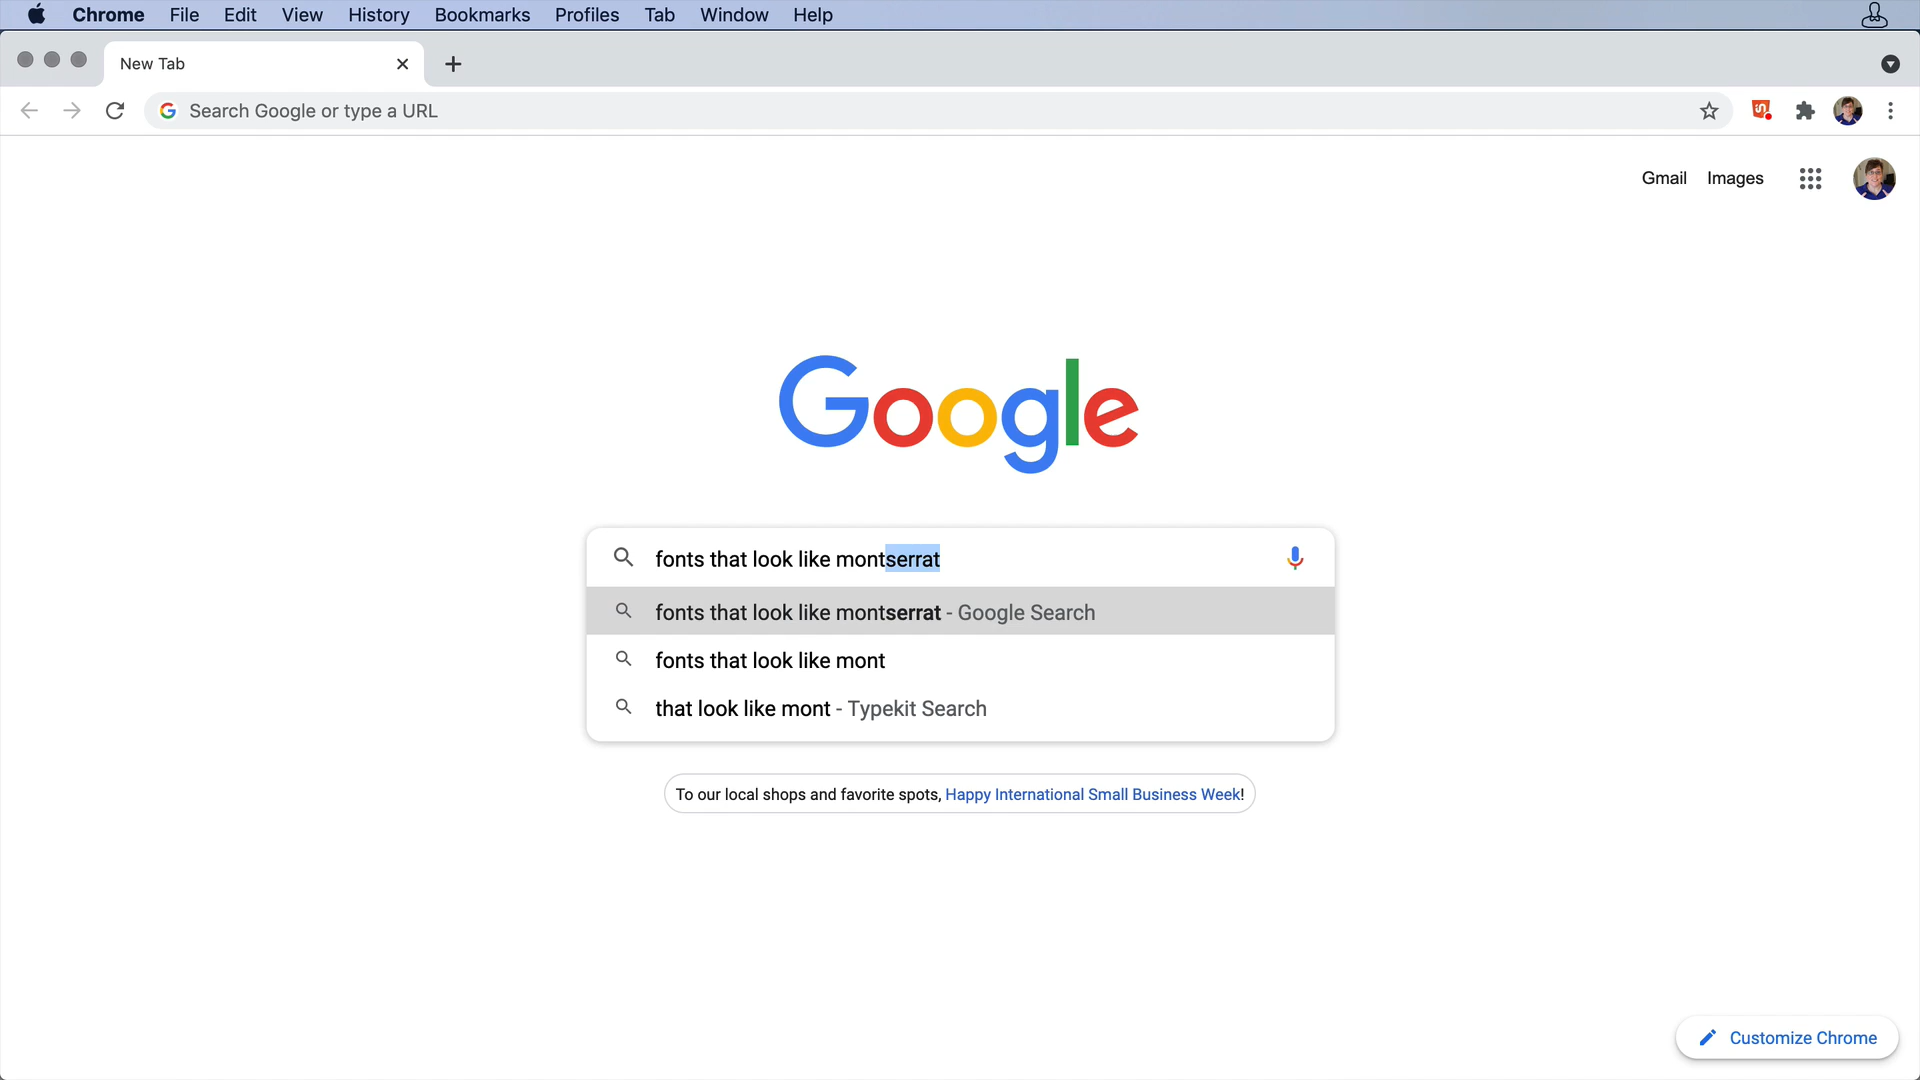 Chrome File Edit View History Bookmarks Profiles Tab Window Help
New Tab
Search Google or type a URL
Gmail Images
Google
fonts that look like montserrat
fonts that look like montserrat - Google Search
fonts that look like mont
that look like mont - Typekit Search
To our local shops and favorite spots, Happy International Small Business Week!
Customize Chrome